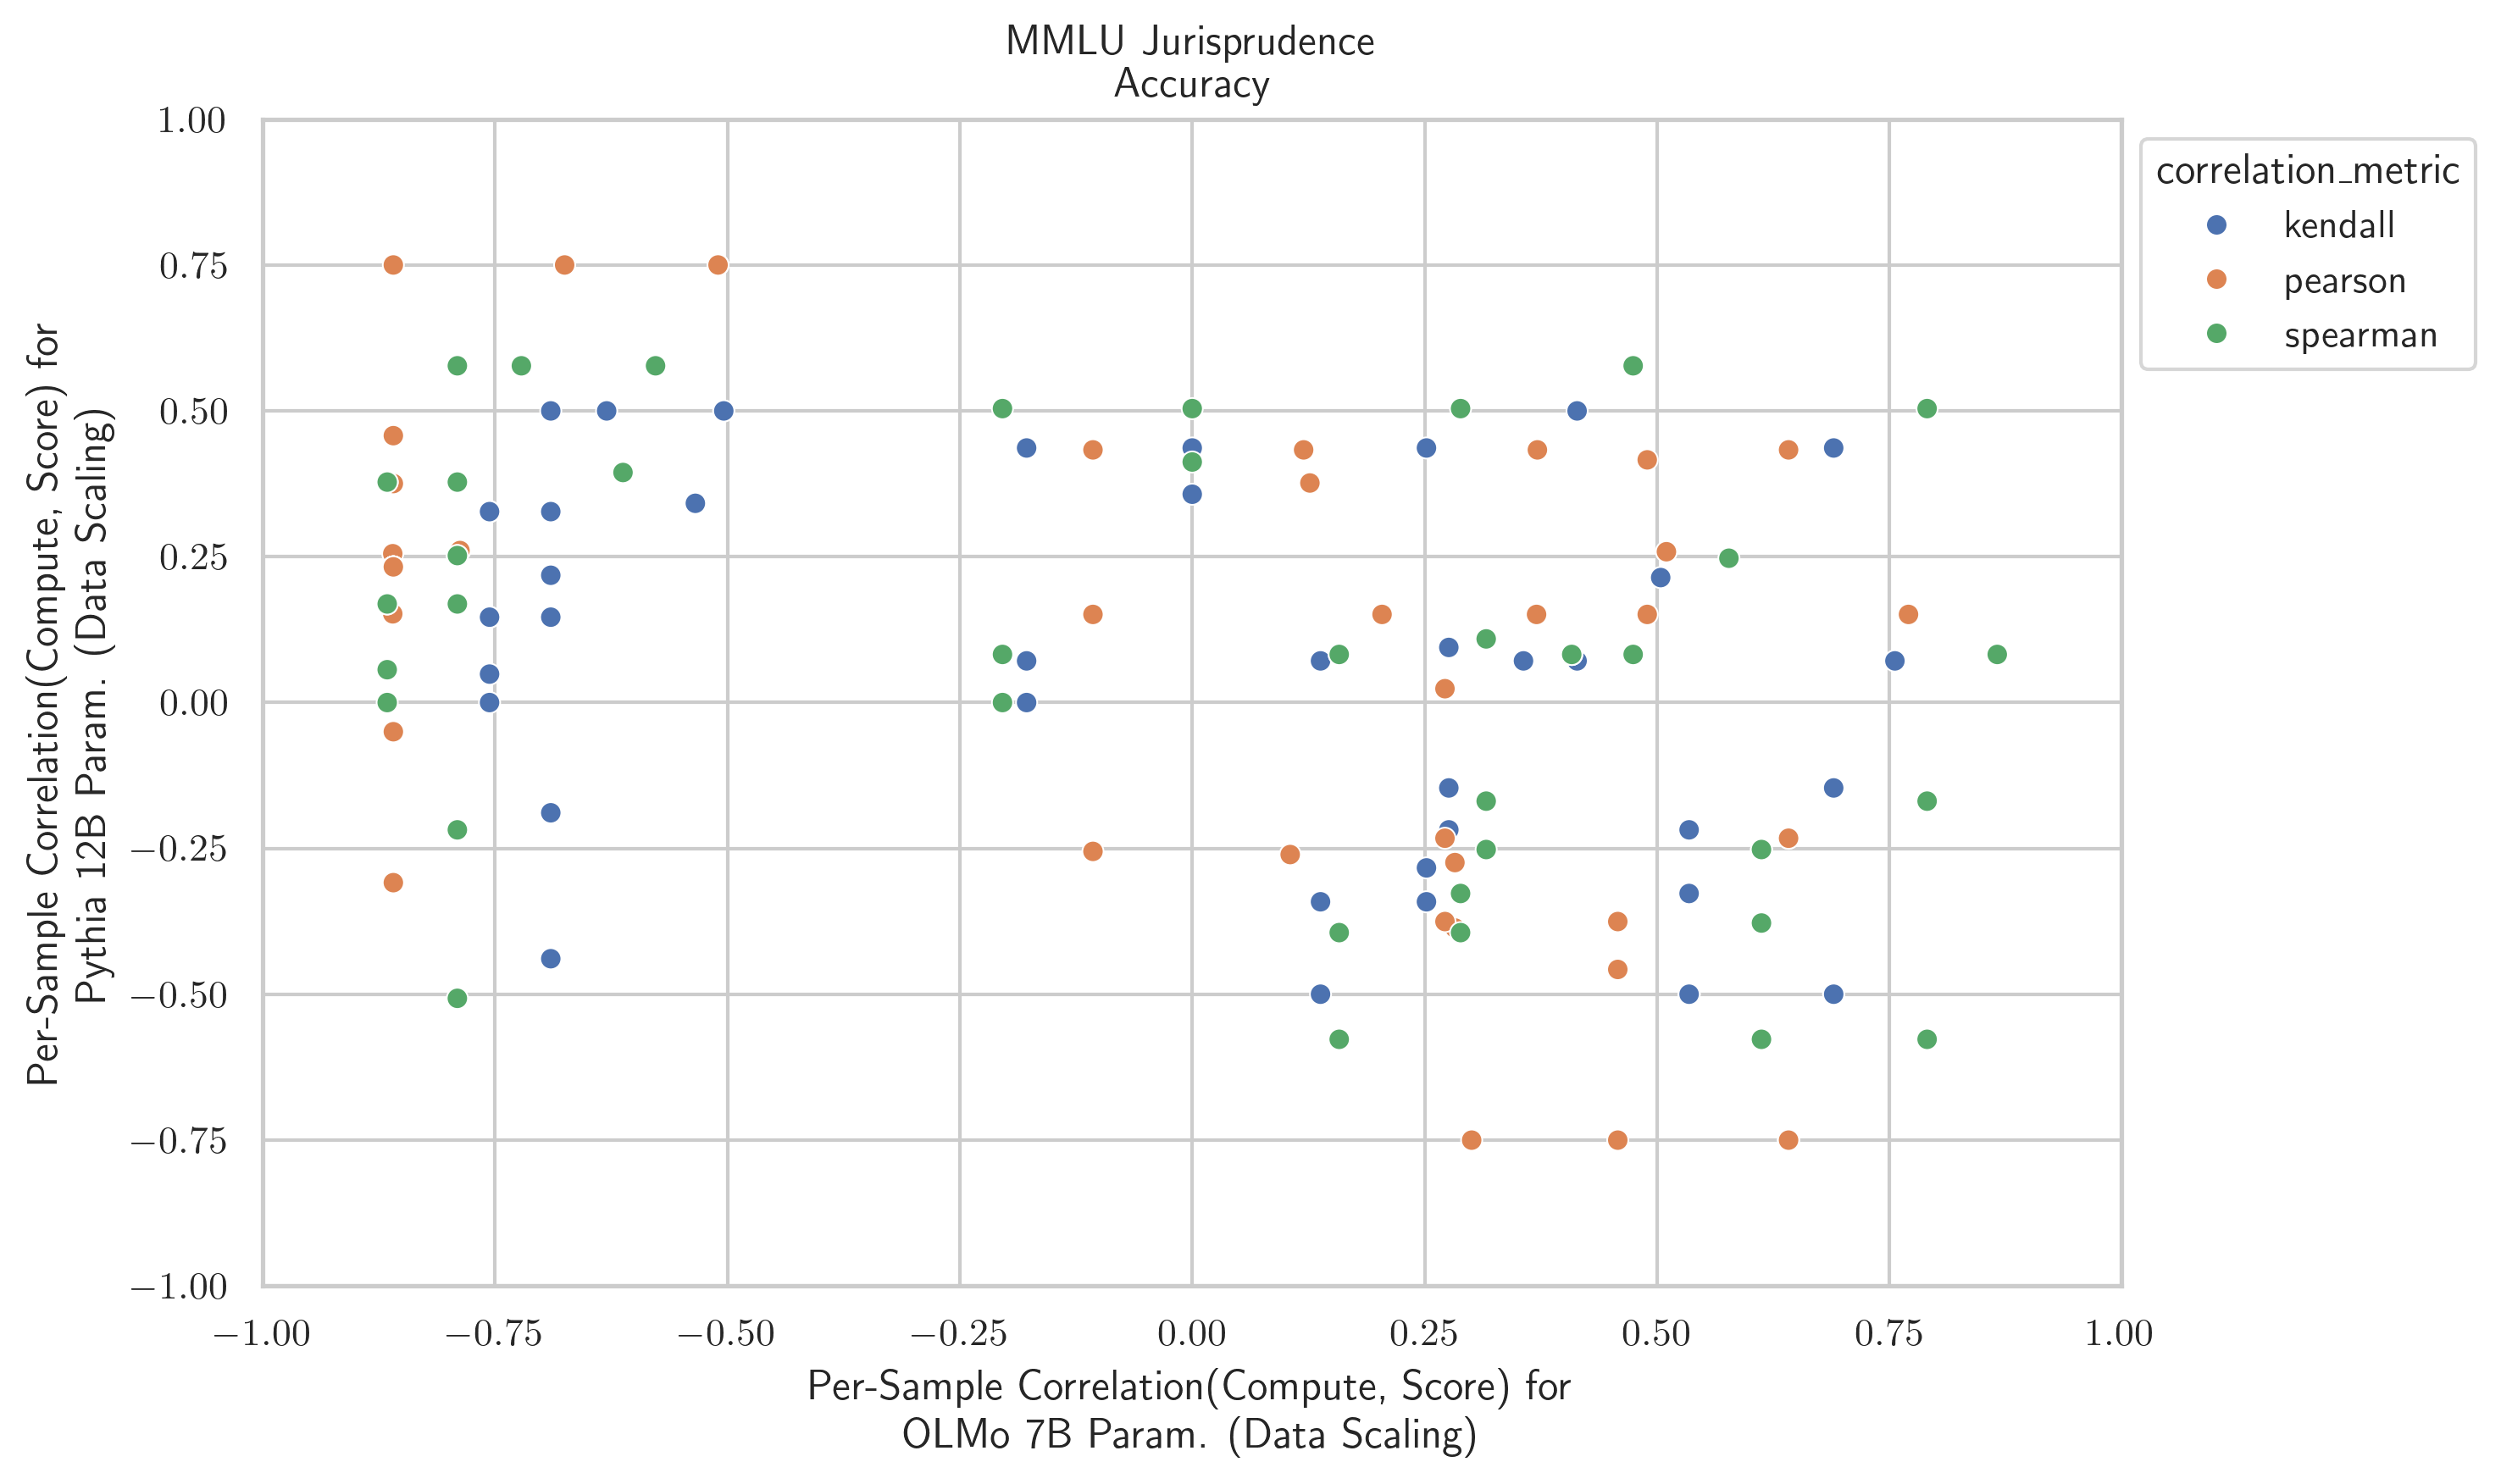 MMLU Jurisprudence
Accuracy
1.00
0.75
0.50
0.25
0.00
−0.25
−0.50
−0.75
−1.00
Per-Sample Correlation(Compute, Score) for
Pythia 12B Param. (Data Scaling)
correlation_metric
kendall
pearson
spearman
−1.00
−0.75
−0.50
−0.25
0.00
0.25
0.50
0.75
1.00
Per-Sample Correlation(Compute, Score) for
OLMo 7B Param. (Data Scaling)